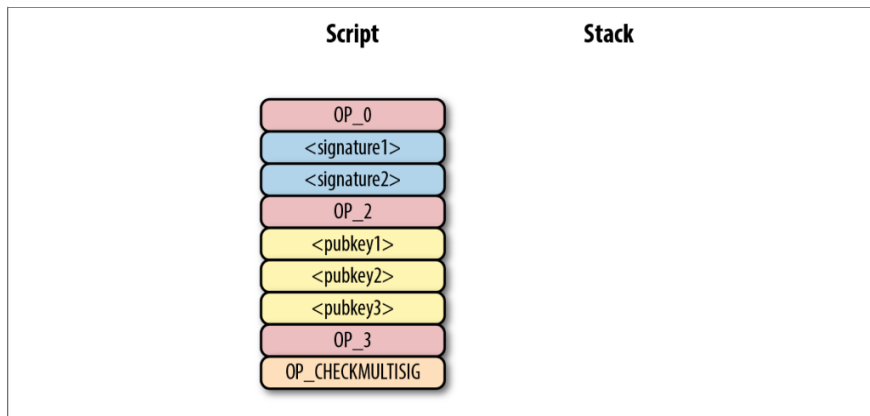 Script Stack
OP_0
<signature1>
<signature2>
OP_2
<pubkey1>
<pubkey2>
<pubkey3>
OP_3
OP_CHECKMULTISIG